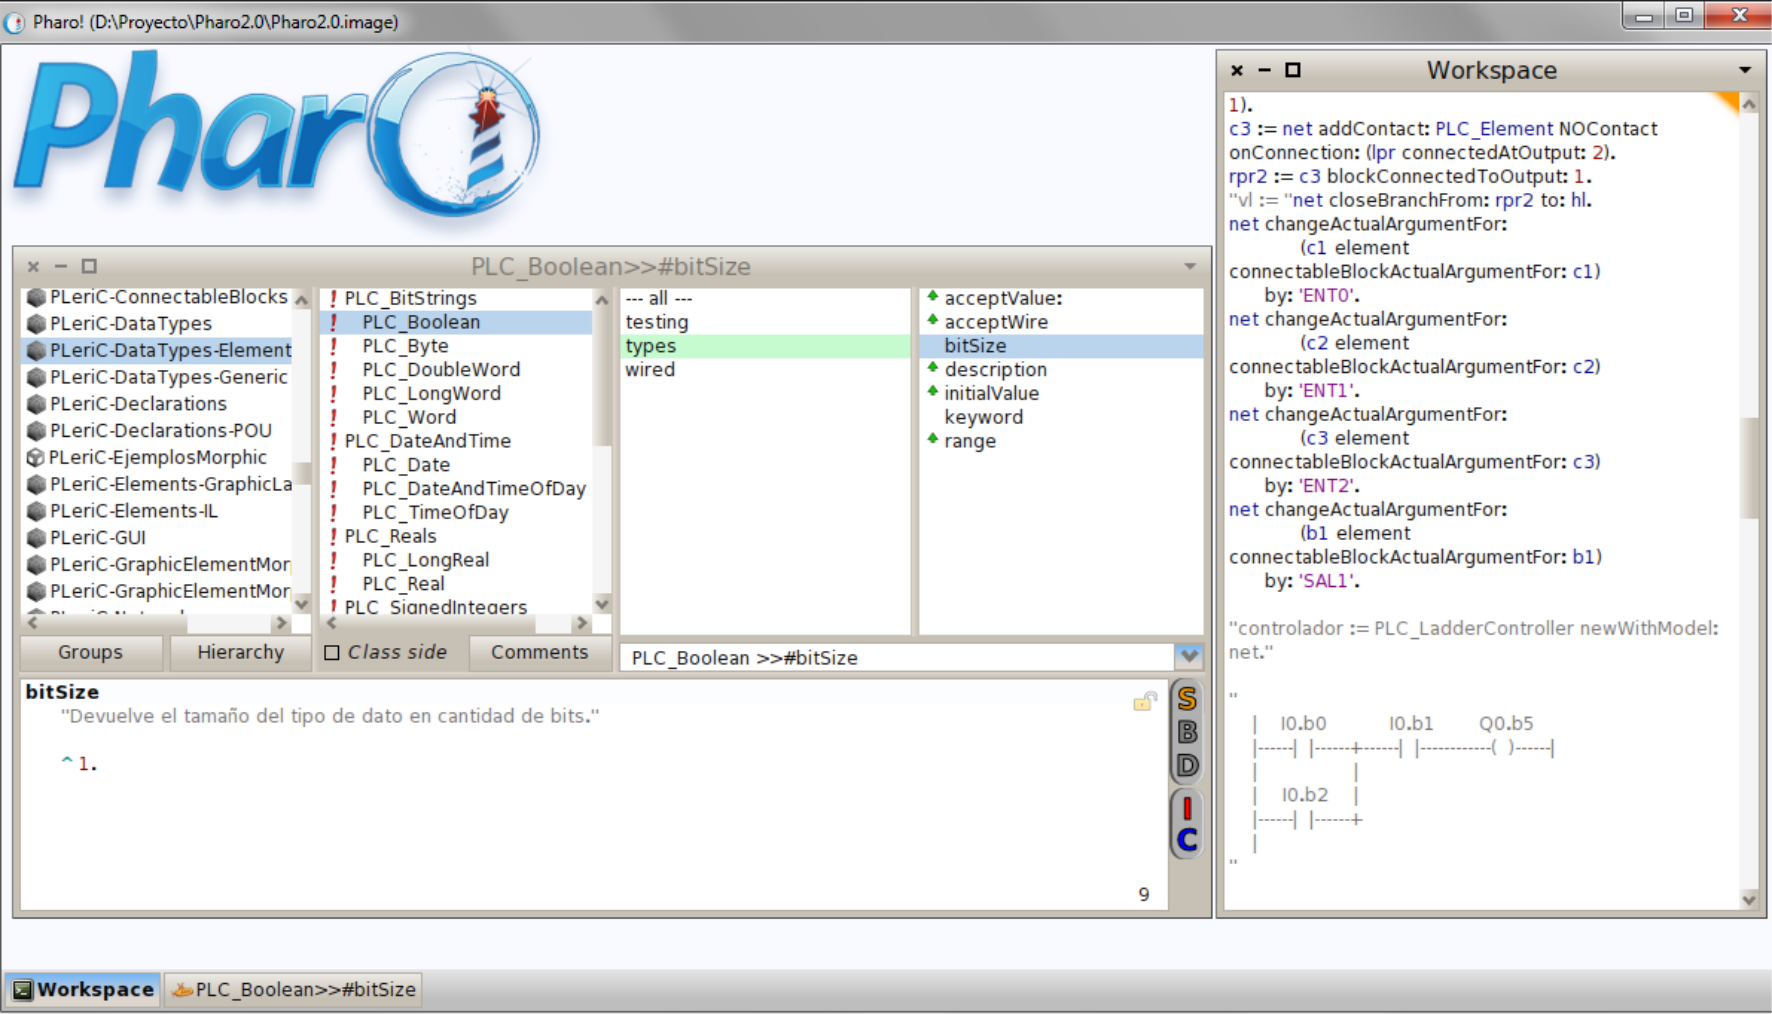 Pharo! (D:\Proyecto\Pharo2.0\Pharo2.0.image)
Pharo
PLC_Boolean>>#bitSize
PLeriC-ConnectableBlocks
PLeriC-DataTypes
PLeriC-DataTypes-Element
PLeriC-DataTypes-Generic
PLeriC-Declarations
PLeriC-Declarations-POU
PLeriC-EjemplosMorphic
PLeriC-Elements-GraphicLa
PLeriC-Elements-IL
PLeriC-GUI
PLeriC-GraphicElementMor
PLeriC-GraphicElementMor
! PLC_BitStrings
! PLC_Boolean
! PLC_Byte
! PLC_DoubleWord
! PLC_LongWord
! PLC_Word
! PLC_DateAndTime
! PLC_Date
! PLC_DateAndTimeOfDay
! PLC_TimeOfDay
! PLC_Reals
! PLC_LongReal
! PLC_Real
! PLC_SignedIntegers
--- all ---
testing
types
wired
acceptValue:
acceptWire
bitSize
description
initialValue
keyword
range
Groups
Hierarchy
Class side
Comments
PLC_Boolean >>#bitSize
bitSize
"Devuelve el tamaño del tipo de dato en cantidad de bits."
^ 1.
9
S
B
D
I
C
Workspace
1).
c3 := net addContact: PLC_Element NOContact
onConnection: (lpr connectedAtOutput: 2).
rpr2 := c3 blockConnectedToOutput: 1.
"vl := "net closeBranchFrom: rpr2 to: hl.
net changeActualArgumentFor:
(c1 element
connectableBlockActualArgumentFor: c1)
by: 'ENT0'.
net changeActualArgumentFor:
(c2 element
connectableBlockActualArgumentFor: c2)
by: 'ENT1'.
net changeActualArgumentFor:
(c3 element
connectableBlockActualArgumentFor: c3)
by: 'ENT2'.
net changeActualArgumentFor:
(b1 element
connectableBlockActualArgumentFor: b1)
by: 'SAL1'.
"controlador := PLC_LadderController newWithModel:
net."
"
| I0.b0 I0.b1 Q0.b5
|------| |------+------| |------------( )------|
| |
| I0.b2 |
|------| |------+
|
"
Workspace
PLC_Boolean>>#bitSize